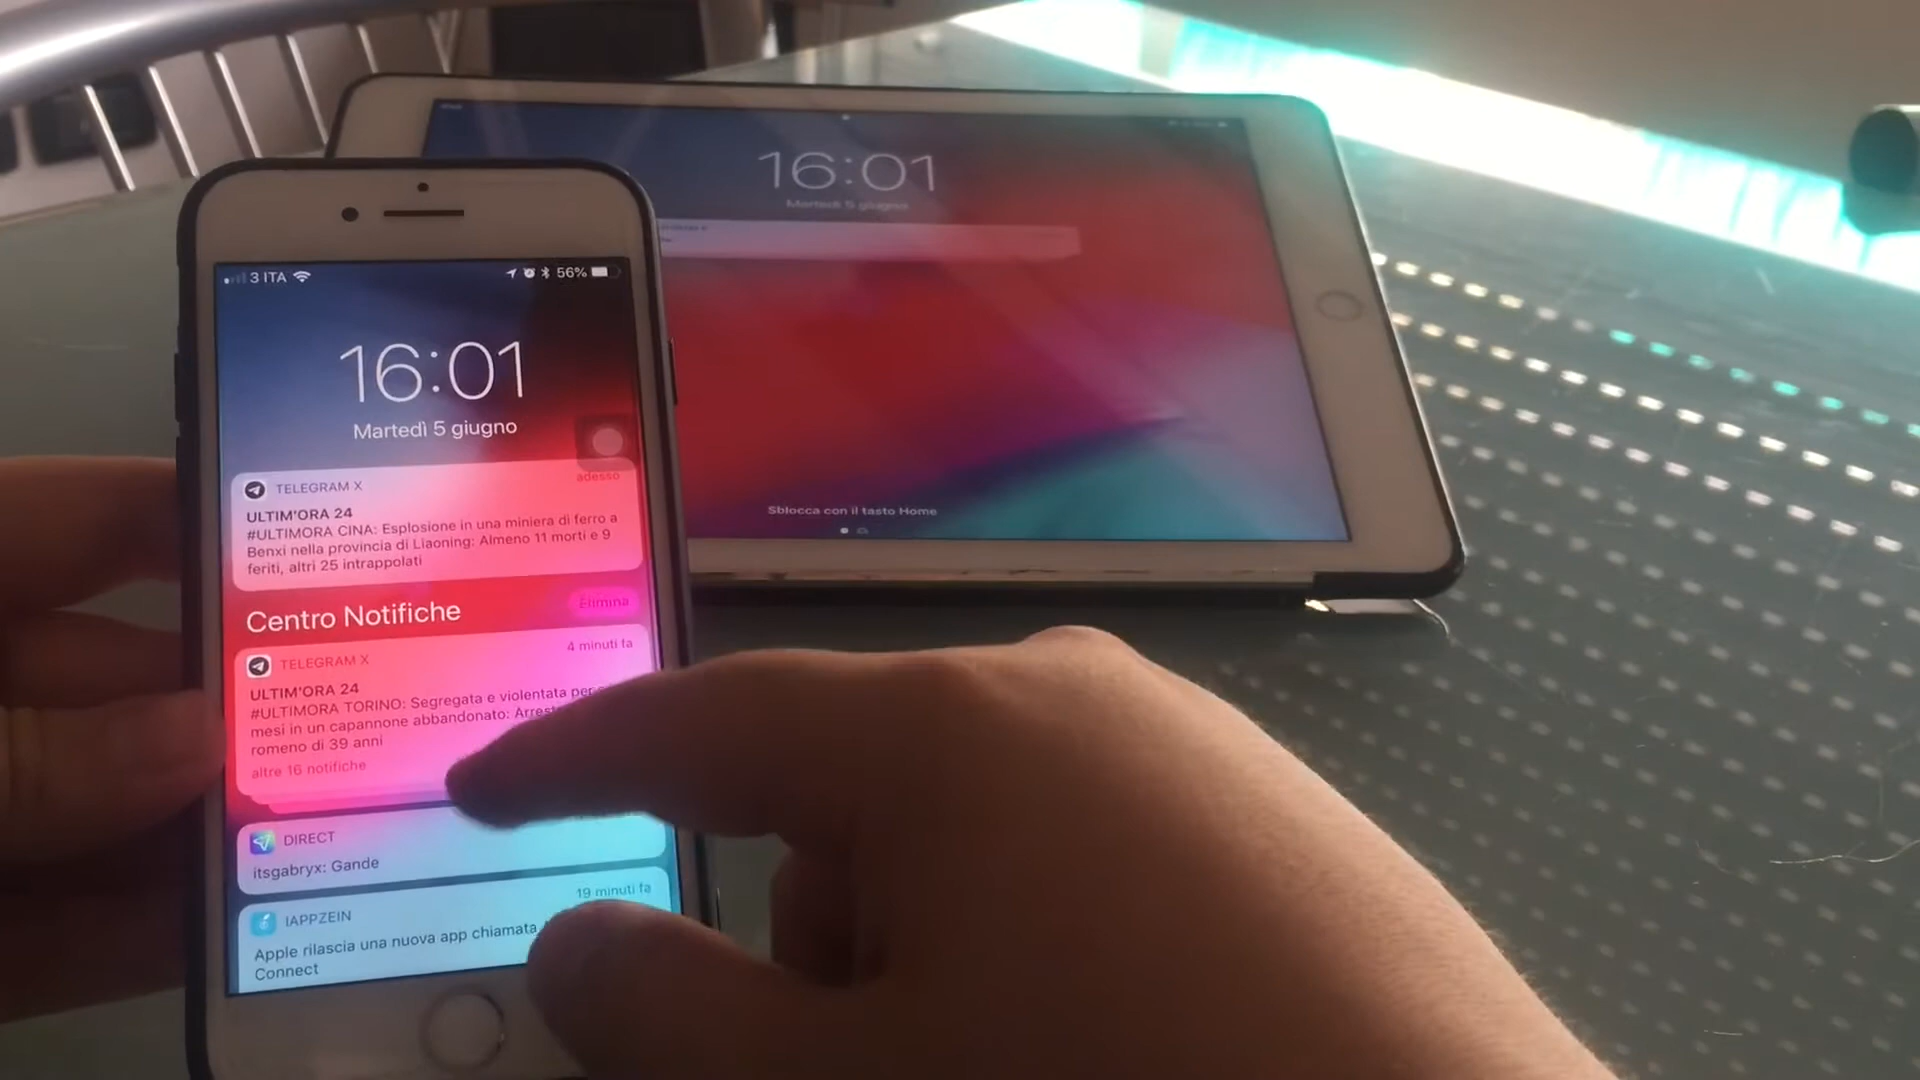 3 ITA
56%
16:01
Martedì 5 giugno
TELEGRAM X
adesso
ULTIM'ORA 24
#ULTIMORA CINA: Esplosione in una miniera di ferro a
Benxi nella provincia di Liaoning: Almeno 11 morti e 9
feriti, altri 25 intrappolati
Centro Notifiche
Elimina
TELEGRAM X
4 minuti fa
ULTIM'ORA 24
#ULTIMORA TORINO: Segregata e violentata per
mesi in un capannone abbandonato:
romeno di 39 anni
altre 16 notifiche
DIRECT
itsgabryx: Gande
IAPPZEIN
19 minuti fa
Apple rilascia una nuova app chiamata
Connect
16:01
Martedì 5 giugno
Sblocca con il tasto Home